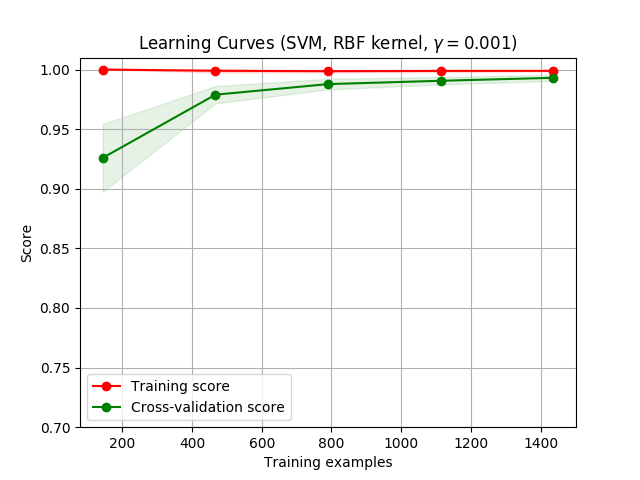 Learning Curves (SVM, RBF kernel, γ = 0.001)
1.00
0.95
0.90
0.85
0.80
0.75
0.70
Score
Training score
Cross-validation score
200 400 600 800 1000 1200 1400
Training examples